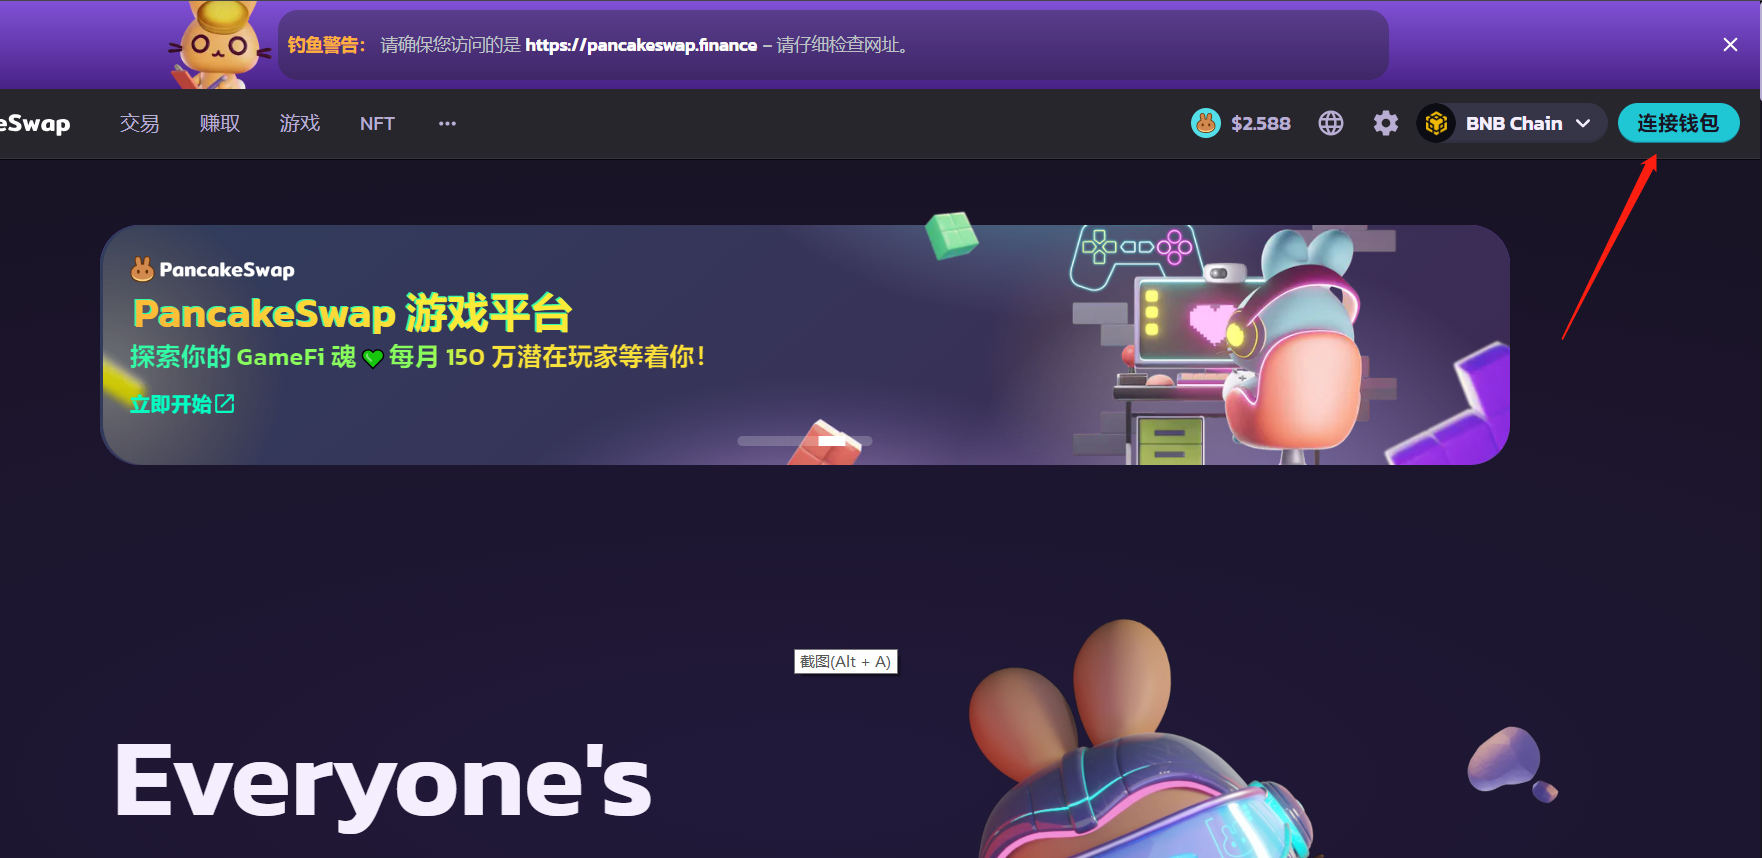 钓鱼警告： 请确保您访问的是 https://pancakeswap.finance – 请仔细检查网址。
eSwap 交易 赚取 游戏 NFT ··· $2.588 BNB Chain 连接钱包
PancakeSwap
PancakeSwap 游戏平台
探索你的 GameFi 魂 💚 每月 150 万潜在玩家等着你！
立即开始
截图(Alt + A)
Everyone's